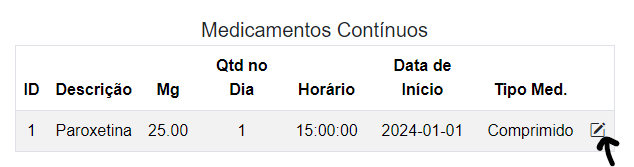 Medicamentos Contínuos
ID Descrição Mg Qtd no Dia Horário Data de Início Tipo Med.
1 Paroxetina 25.00 1 15:00:00 2024-01-01 Comprimido